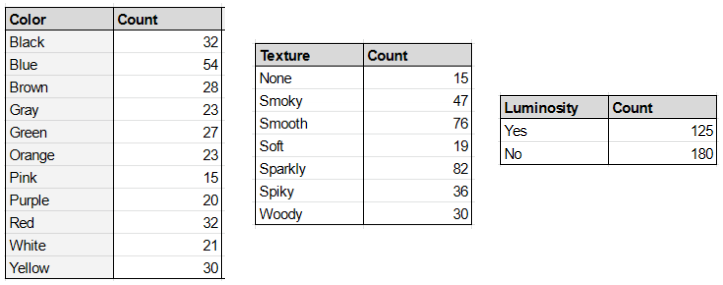 Color Count
Black 32
Blue 54
Brown 28
Gray 23
Green 27
Orange 23
Pink 15
Purple 20
Red 32
White 21
Yellow 30
Texture Count
None 15
Smoky 47
Smooth 76
Soft 19
Sparkly 82
Spiky 36
Woody 30
Luminosity Count
Yes 125
No 180